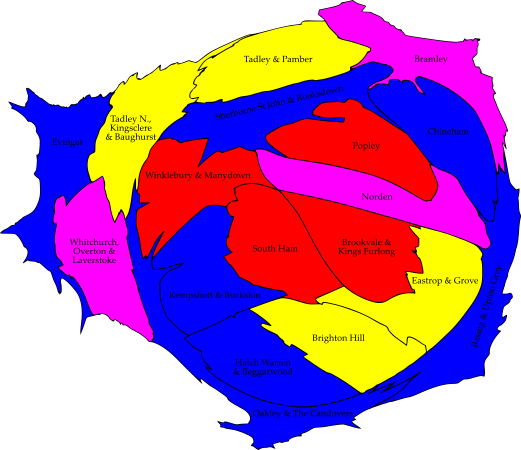 Bramley
Tadley & Pamber
Sherborne St John & Rooksdown
Tadley N.,
Kingsclere
& Baughurst
Chineham
Evingar
Popley
Winklebury & Manydown
Norden
Whitchurch,
Overton &
Laverstoke
South Ham
Brookvale &
Kings Furlong
Eastrop & Grove
Kempshott & Buckskin
Basing & Upton Grey
Brighton Hill
Hatch Warren
& Beggarwood
Oakley & The Candovers